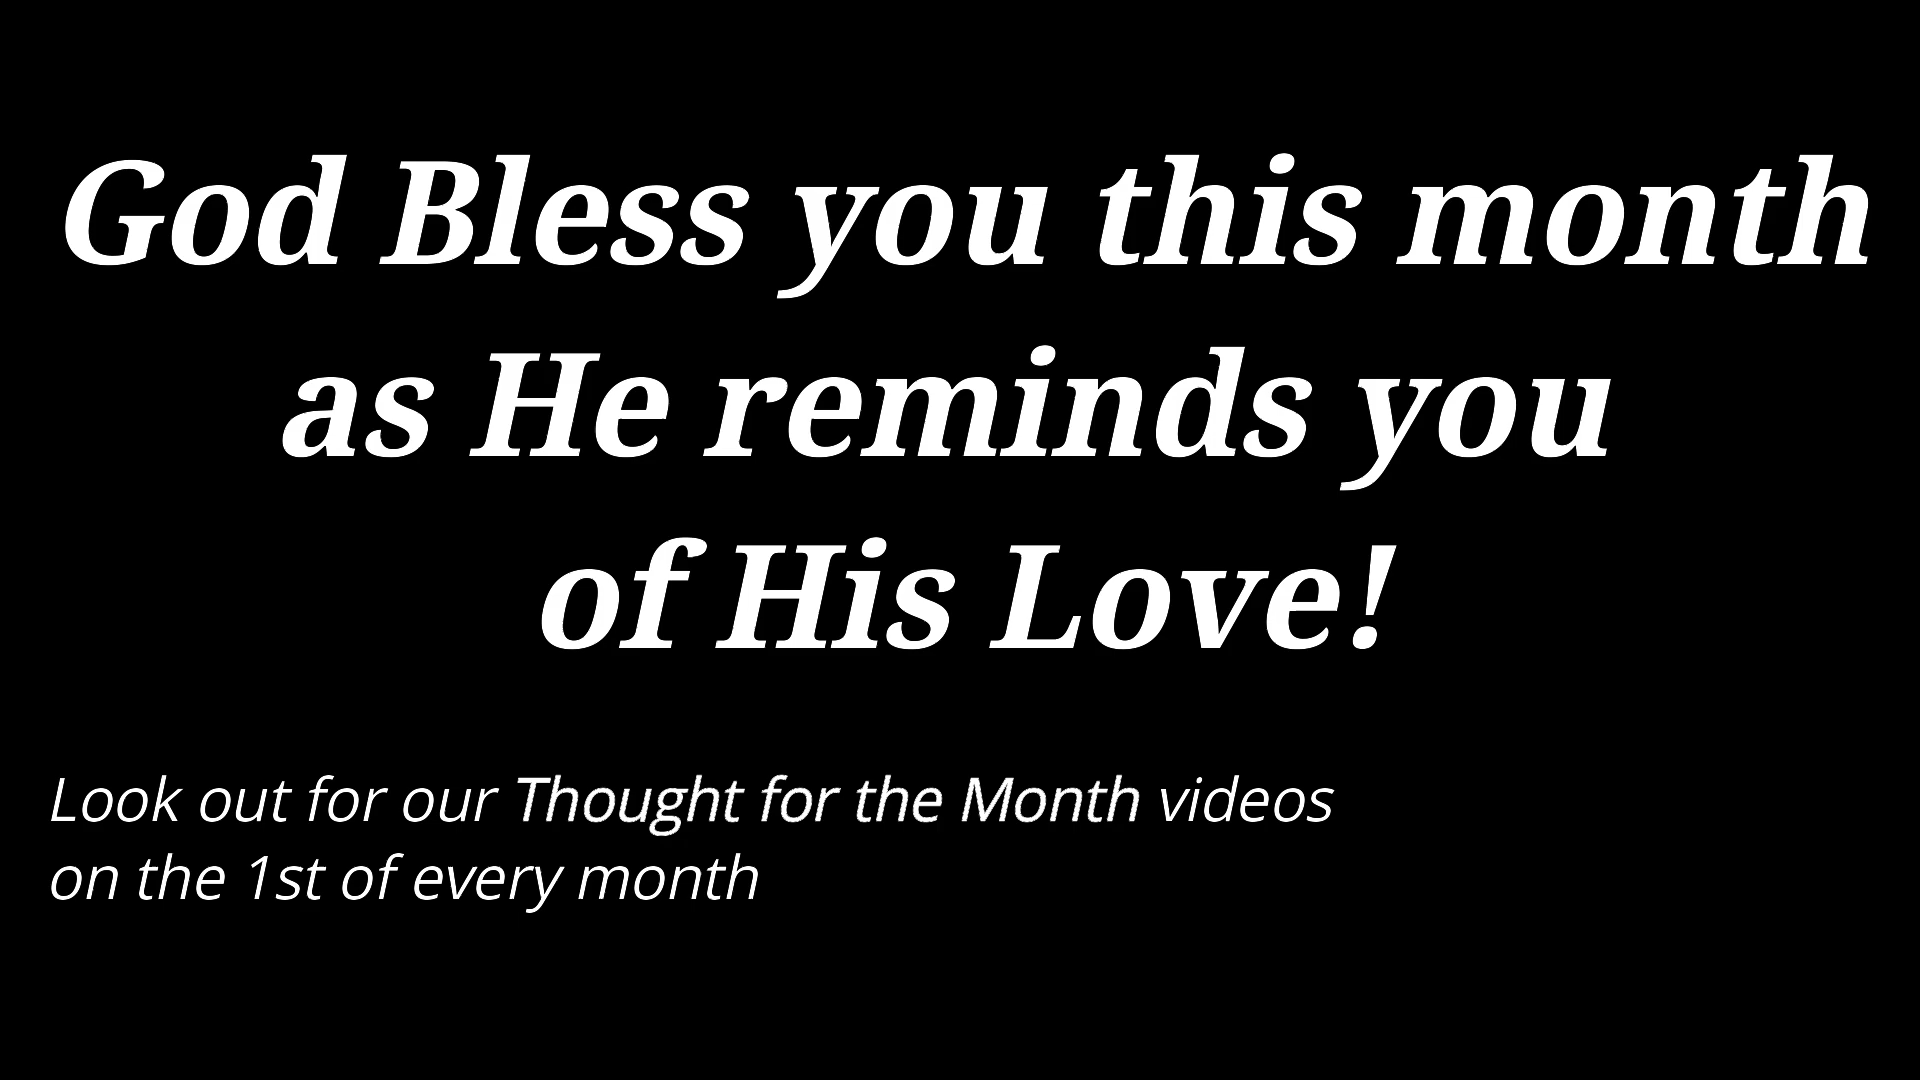 God Bless you this month
as He reminds you
of His Love!
Look out for our Thought for the Month videos
on the 1st of every month